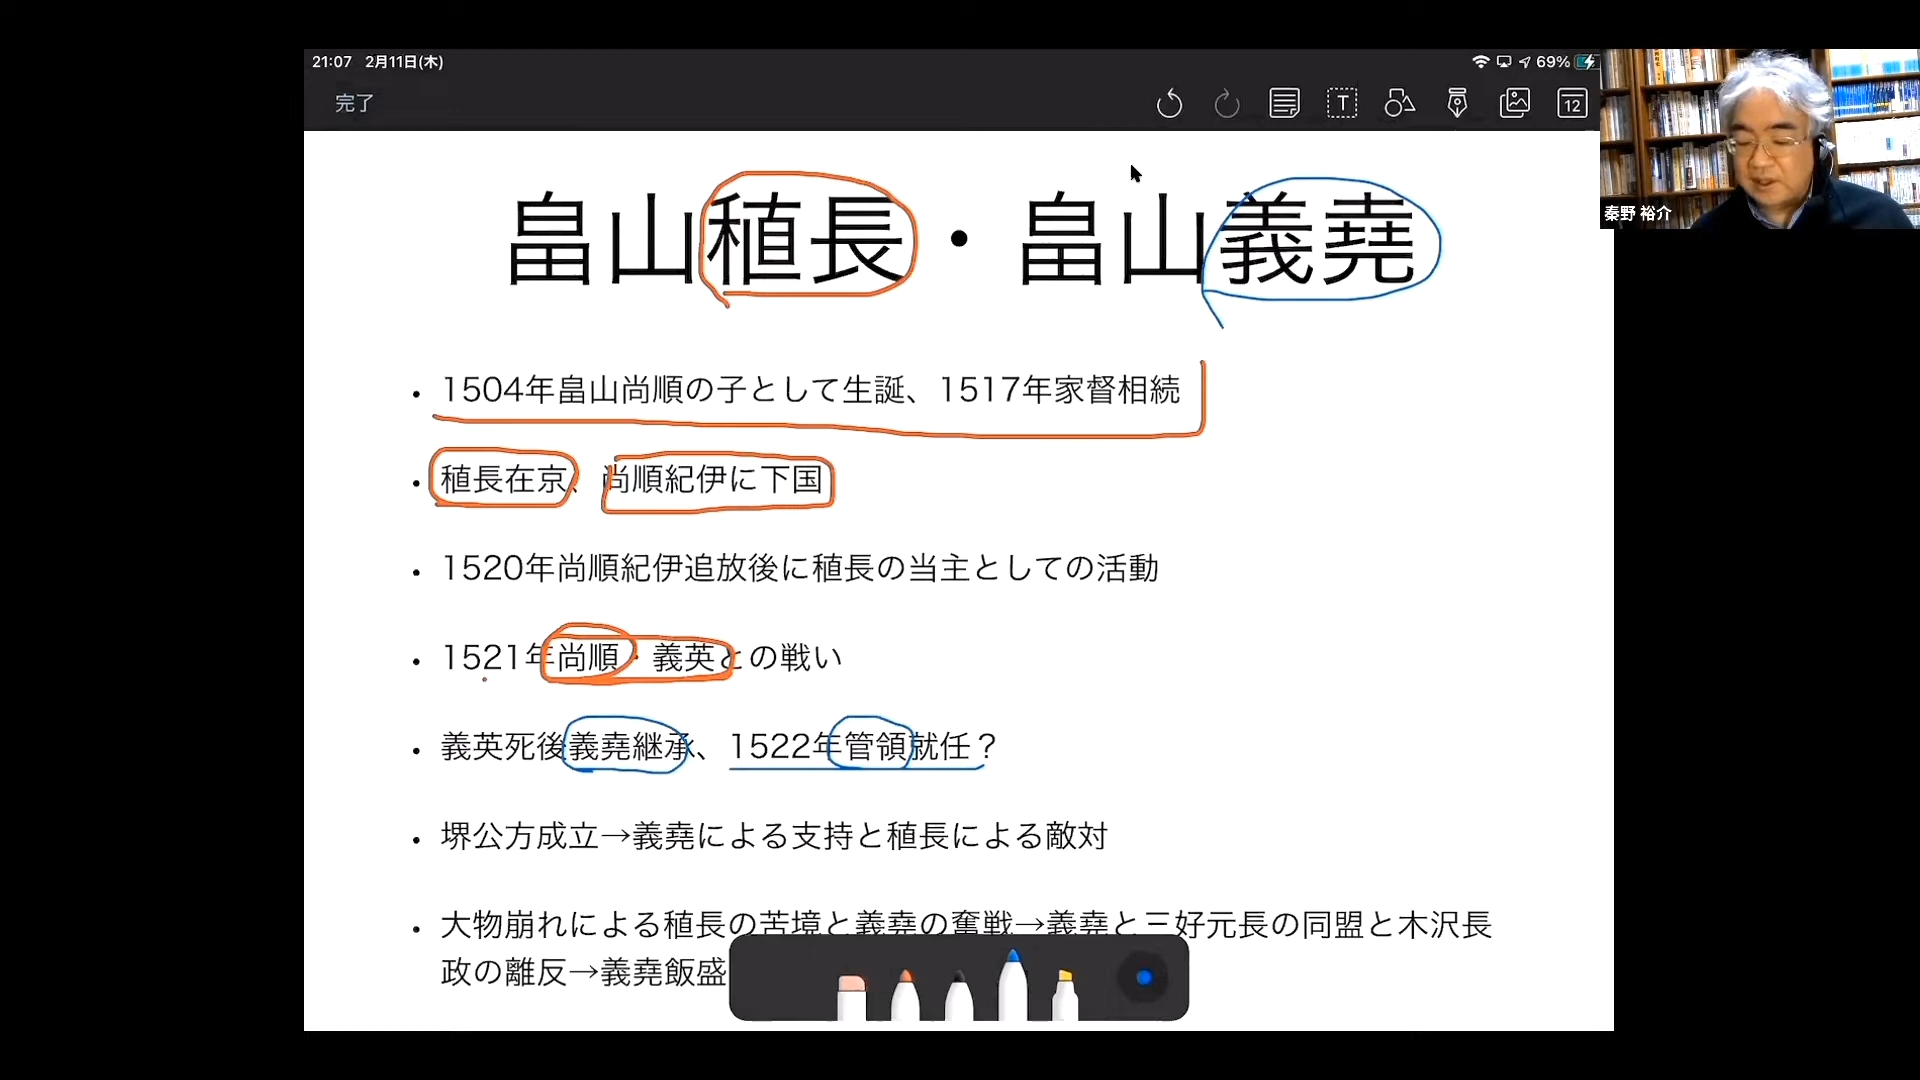 21:07 2月11日(木)
69%
完了
T
12
秦野 裕介
畠山稙長・畠山義堯
・1504年畠山尚順の子として生誕、1517年家督相続
・稙長在京、尚順紀伊に下国
・1520年尚順紀伊追放後に稙長の当主としての活動
・1521年尚順・義英との戦い
・義英死後義堯継承、1522年管領就任？
・堺公方成立→義堯による支持と稙長による敵対
・大物崩れによる稙長の苦境と義堯の奮戦→義堯と三好元長の同盟と木沢長
政の離反→義堯飯盛